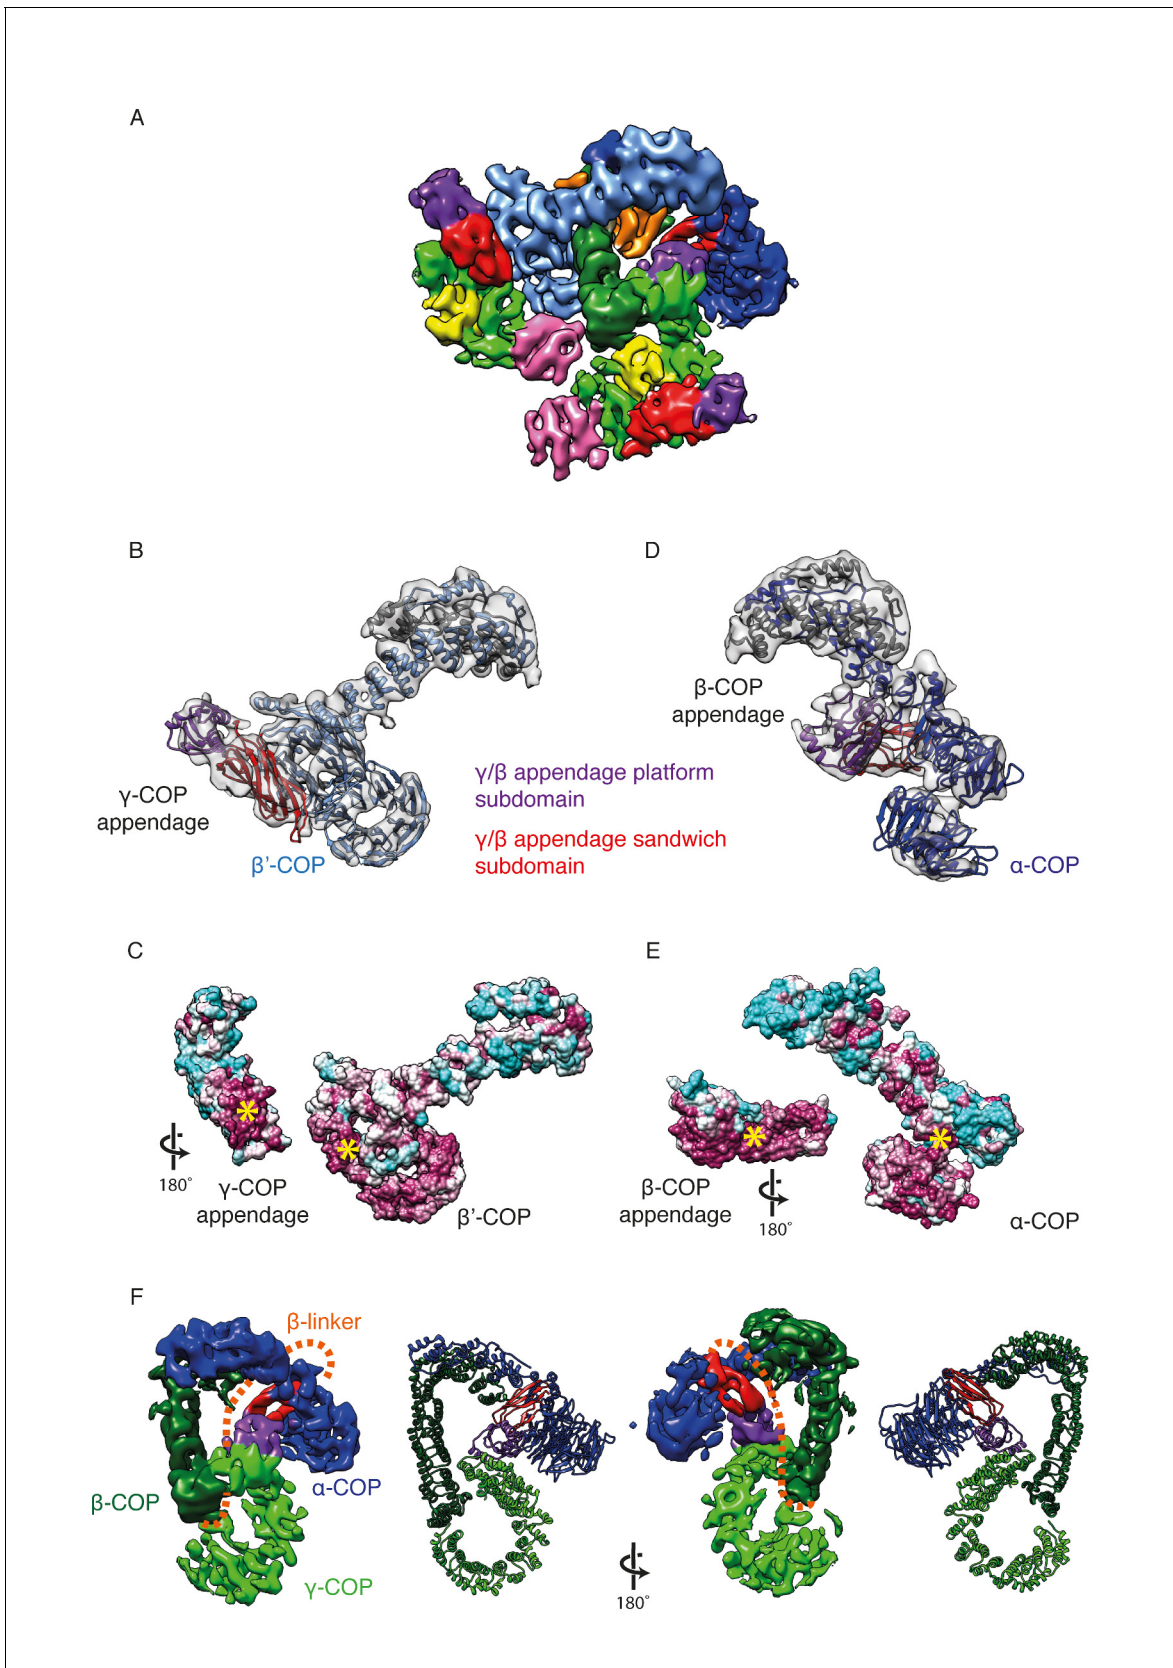 A
B
D
β-COP
appendage
γ-COP
appendage
γ/β appendage platform
subdomain
γ/β appendage sandwich
subdomain
β’-COP
α-COP
C
E
180°
γ-COP
appendage
β’-COP
β-COP
appendage
180°
α-COP
F
β-linker
β-COP
α-COP
γ-COP
180°